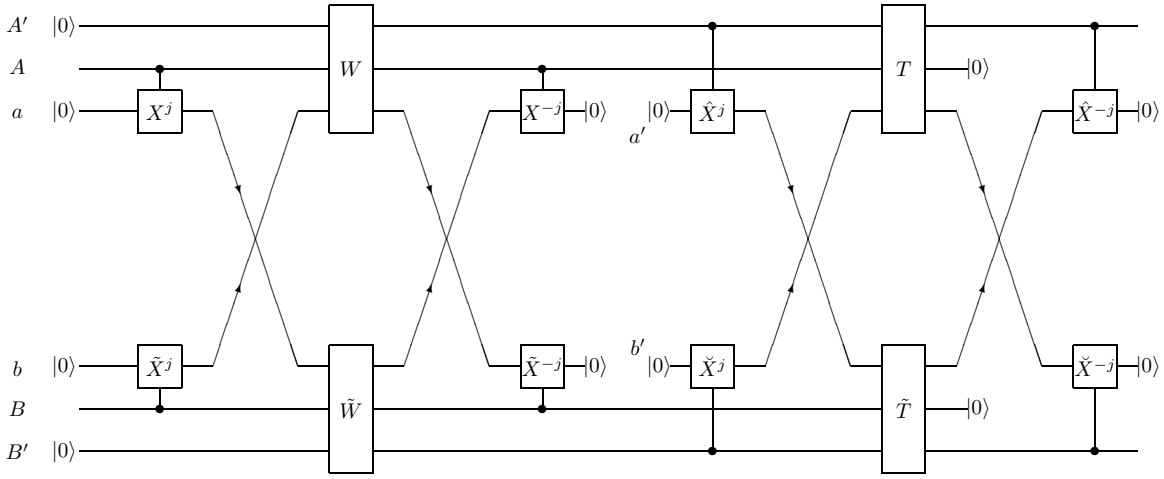 A′ |0⟩
A W T |0⟩
a |0⟩ X^j X^{-j} |0⟩ |0⟩ X̂^j X̂^{-j} |0⟩
a′
b′
b |0⟩ X̃^j X̃^{-j} |0⟩ |0⟩ X̆^j X̆^{-j} |0⟩
B W̃ T̃ |0⟩
B′ |0⟩